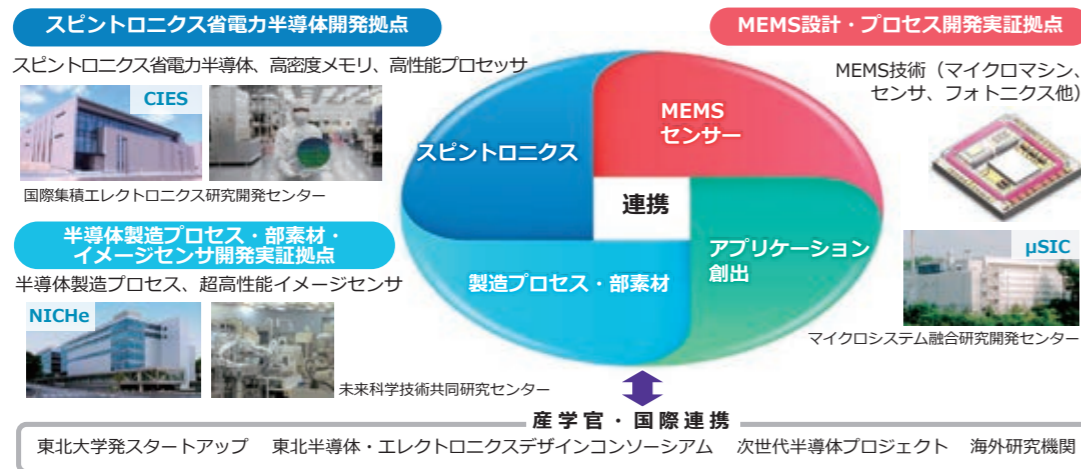 スピントロニクス省電力半導体開発拠点
スピントロニクス省電力半導体、高密度メモリ、高性能プロセッサ
CIES
国際集積エレクトロニクス研究開発センター
半導体製造プロセス・部素材・
イメージセンサ開発実証拠点
半導体製造プロセス、超高性能イメージセンサ
NICHe
未来科学技術共同研究センター
スピントロニクス
MEMS
センサー
連携
製造プロセス・部素材
アプリケーション
創出
MEMS設計・プロセス開発実証拠点
MEMS技術（マイクロマシン、
センサ、フォトニクス他）
μSIC
マイクロシステム融合研究開発センター
産学官・国際連携
東北大学発スタートアップ 東北半導体・エレクトロニクスデザインコンソーシアム 次世代半導体プロジェクト 海外研究機関